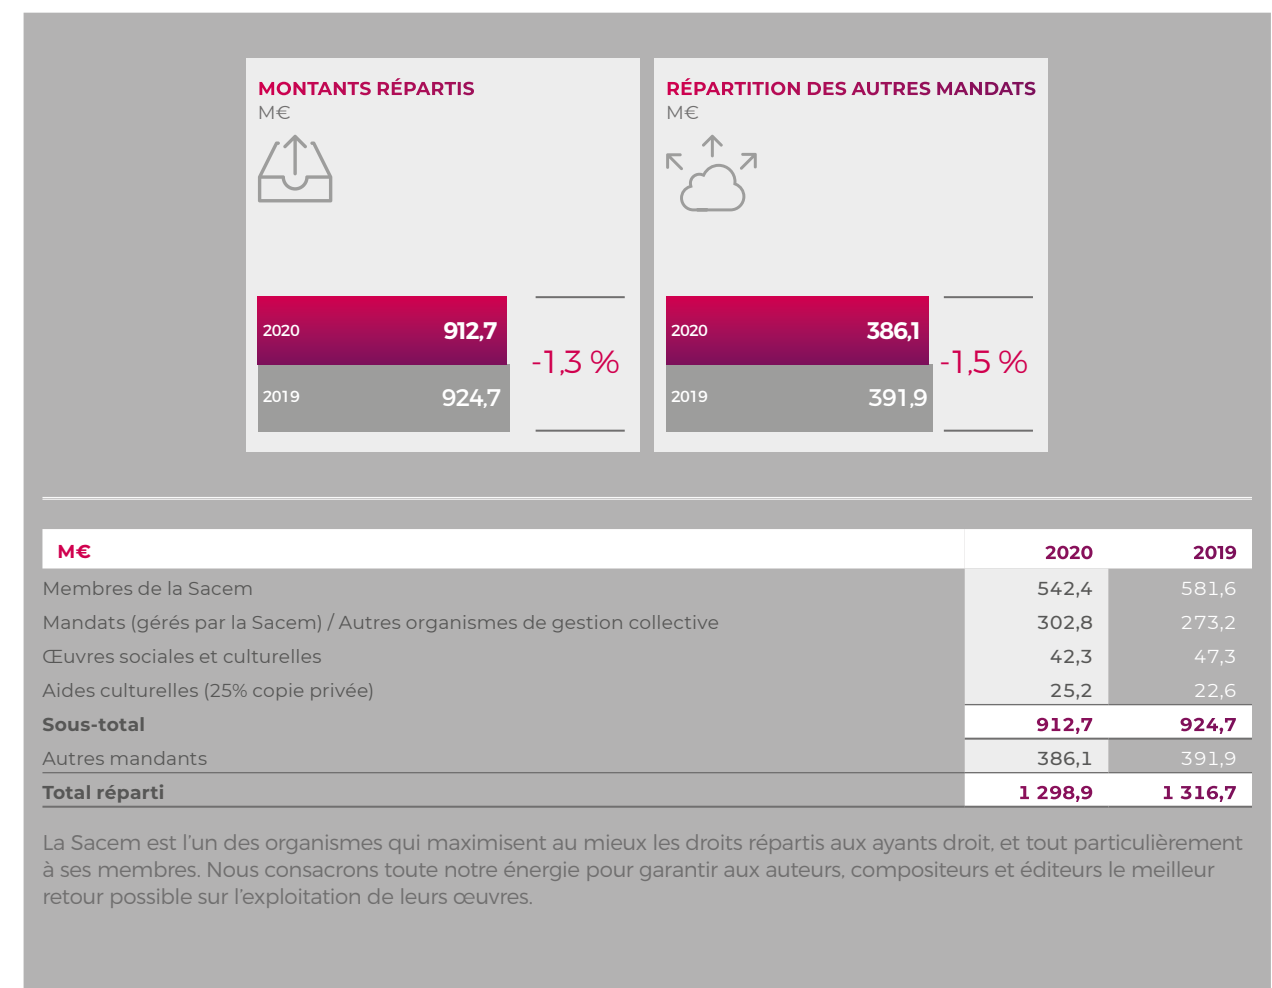 MONTANTS RÉPARTIS
M€
2020 912,7
-1,3 %
2019 924,7
RÉPARTITION DES AUTRES MANDATS
M€
2020 386,1
-1,5 %
2019 391,9
M€ 2020 2019
Membres de la Sacem 542,4 581,6
Mandats (gérés par la Sacem) / Autres organismes de gestion collective 302,8 273,2
Œuvres sociales et culturelles 42,3 47,3
Aides culturelles (25% copie privée) 25,2 22,6
Sous-total 912,7 924,7
Autres mandants 386,1 391,9
Total réparti 1 298,9 1 316,7
La Sacem est l’un des organismes qui maximisent au mieux les droits répartis aux ayants droit, et tout particulièrement
à ses membres. Nous consacrons toute notre énergie pour garantir aux auteurs, compositeurs et éditeurs le meilleur
retour possible sur l’exploitation de leurs œuvres.